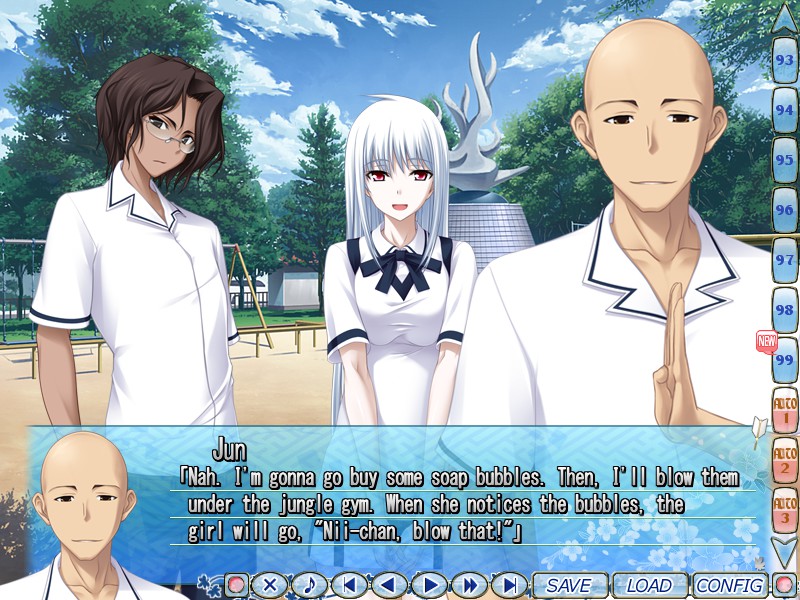 93
94
95
96
97
98
NEW
99
AUTO
1
AUTO
2
AUTO
3
Jun
「Nah. I'm gonna go buy some soap bubbles. Then, I'll blow them
under the jungle gym. When she notices the bubbles, the
girl will go, "Nii-chan, blow that!"」
SAVE LOAD CONFIG